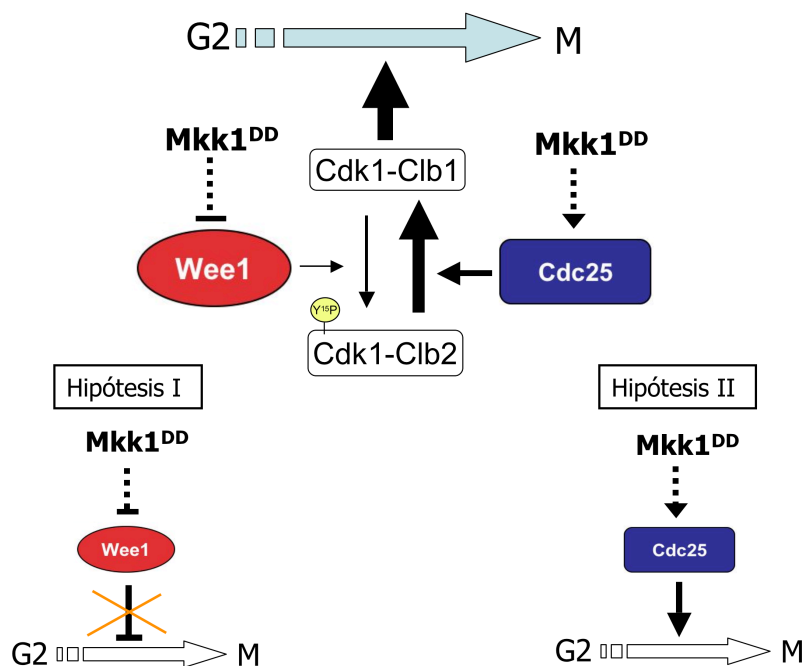 G2 M
Mkk1ᴰᴰ Mkk1ᴰᴰ
Cdk1-Clb1
Wee1 Cdc25
Y¹⁵P
Cdk1-Clb2
Hipótesis I Hipótesis II
Mkk1ᴰᴰ Mkk1ᴰᴰ
Wee1 Cdc25
G2 M G2 M